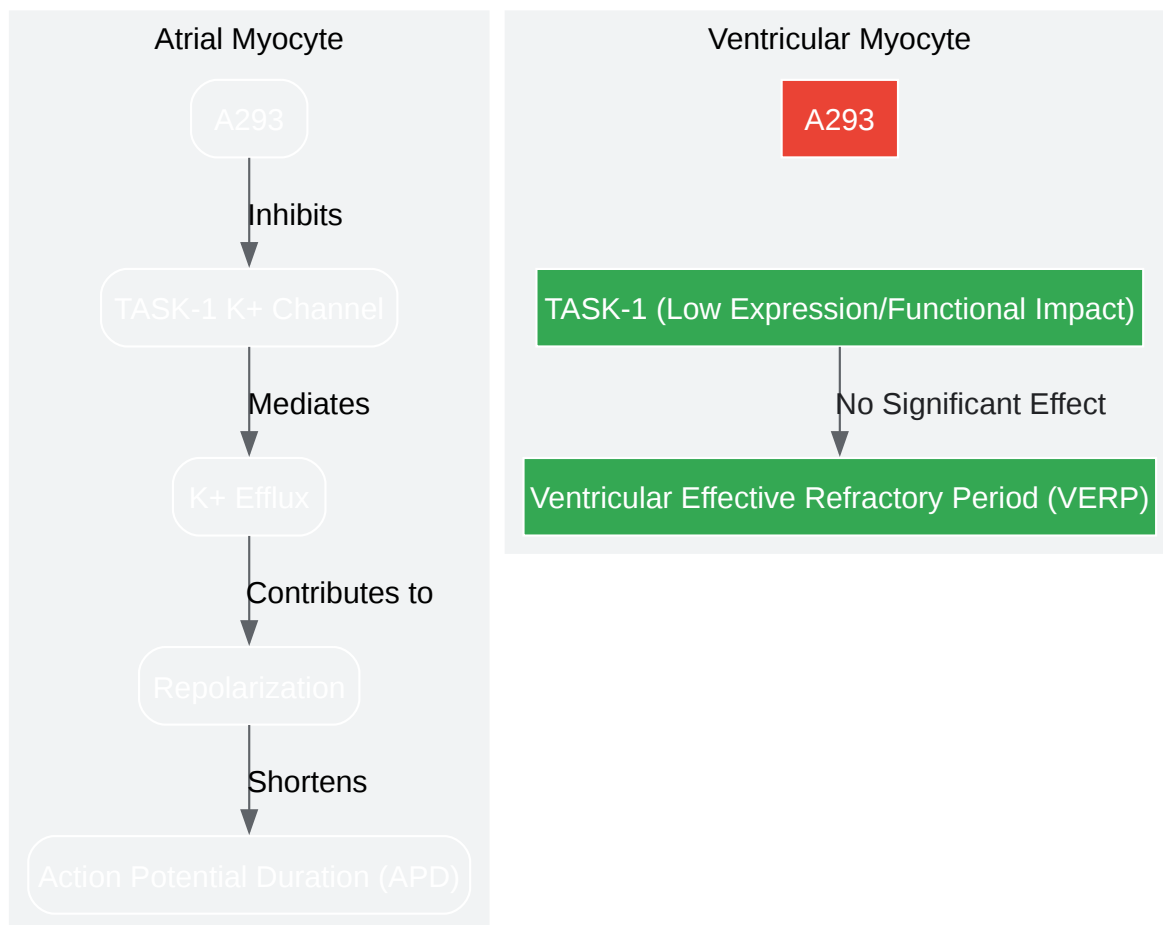 Atrial Myocyte
A293
Inhibits
TASK-1 K+ Channel
Mediates
K+ Efflux
Contributes to
Repolarization
Shortens
Action Potential Duration (APD)
Ventricular Myocyte
A293
TASK-1 (Low Expression/Functional Impact)
No Significant Effect
Ventricular Effective Refractory Period (VERP)